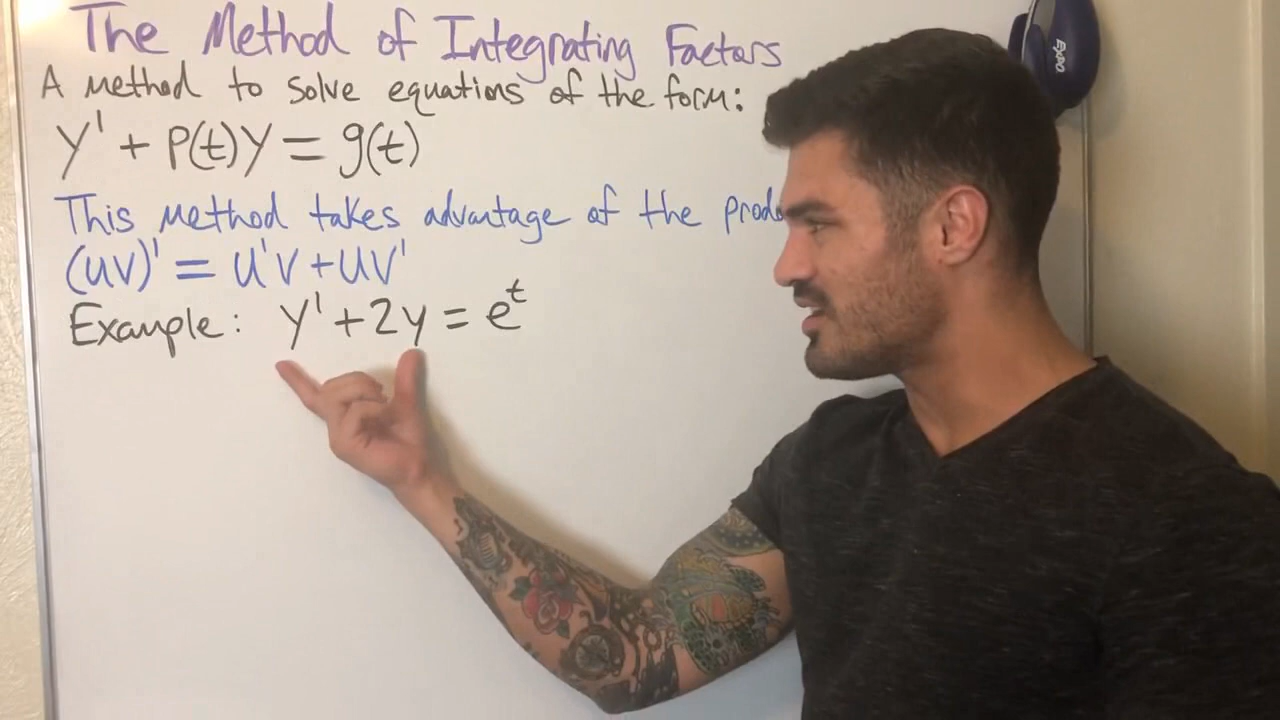 The Method of Integrating Factors
A method to solve equations of the form:
y' + p(t)y = g(t)
This method takes advantage of the
(uv)' = u'v + uv'
Example: y' + 2y = e^t
EXPO